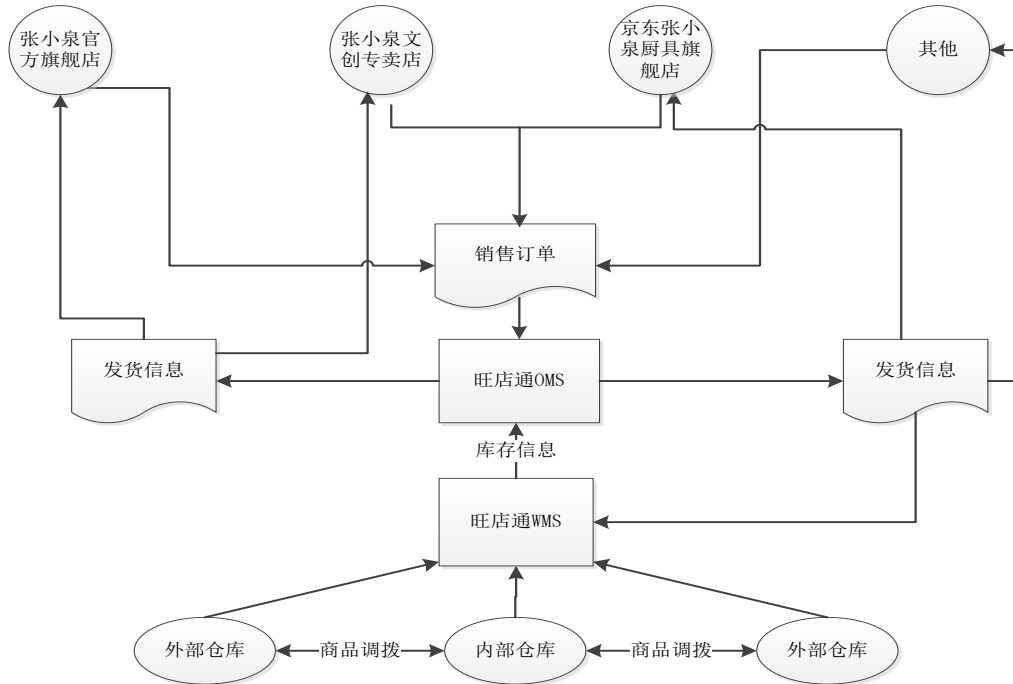 张小泉官
方旗舰店
张小泉文
创专卖店
京东张小
泉厨具旗
舰店
其他
销售订单
发货信息
旺店通OMS
发货信息
库存信息
旺店通WMS
外部仓库
商品调拨
内部仓库
商品调拨
外部仓库